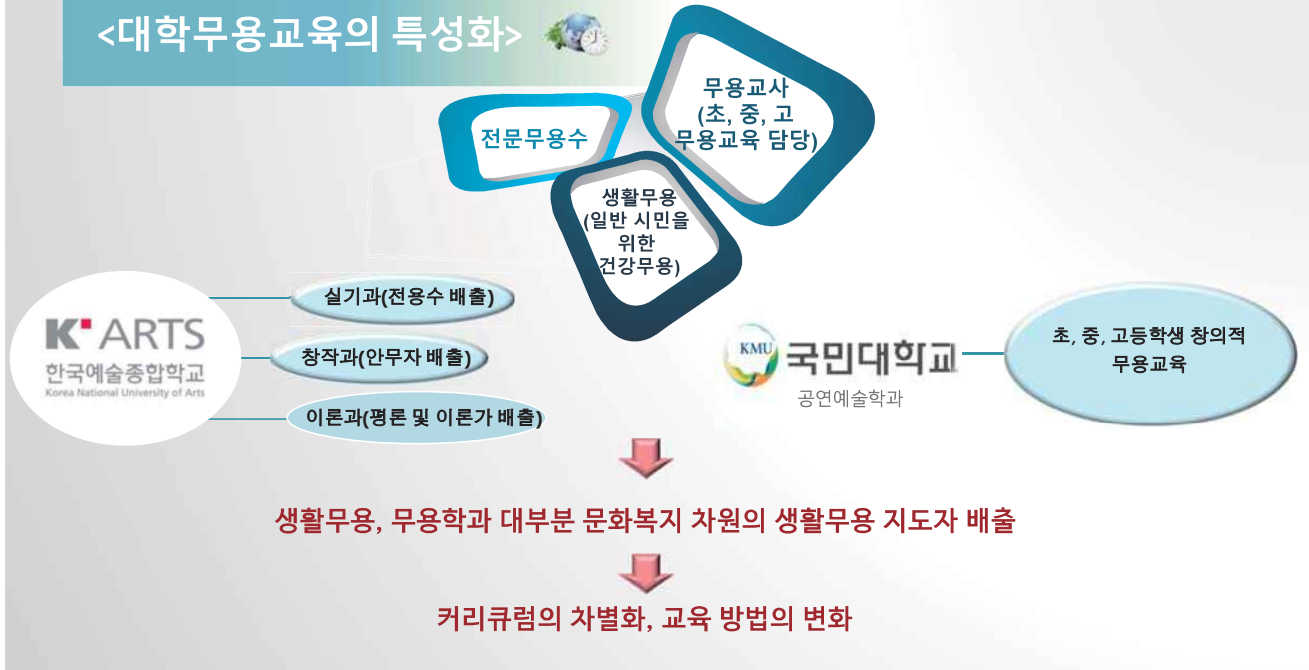 <대학무용교육의 특성화>
전문무용수
무용교사
(초, 중, 고
무용교육 담당)
생활무용
(일반 시민을
위한
건강무용)
K ARTS
한국예술종합학교
Korea National University of Arts
실기과(전용수 배출)
창작과(안무자 배출)
이론과(평론 및 이론가 배출)
KMU
국민대학교
공연예술학과
초, 중, 고등학생 창의적
무용교육
생활무용, 무용학과 대부분 문화복지 차원의 생활무용 지도자 배출
커리큐럼의 차별화, 교육 방법의 변화